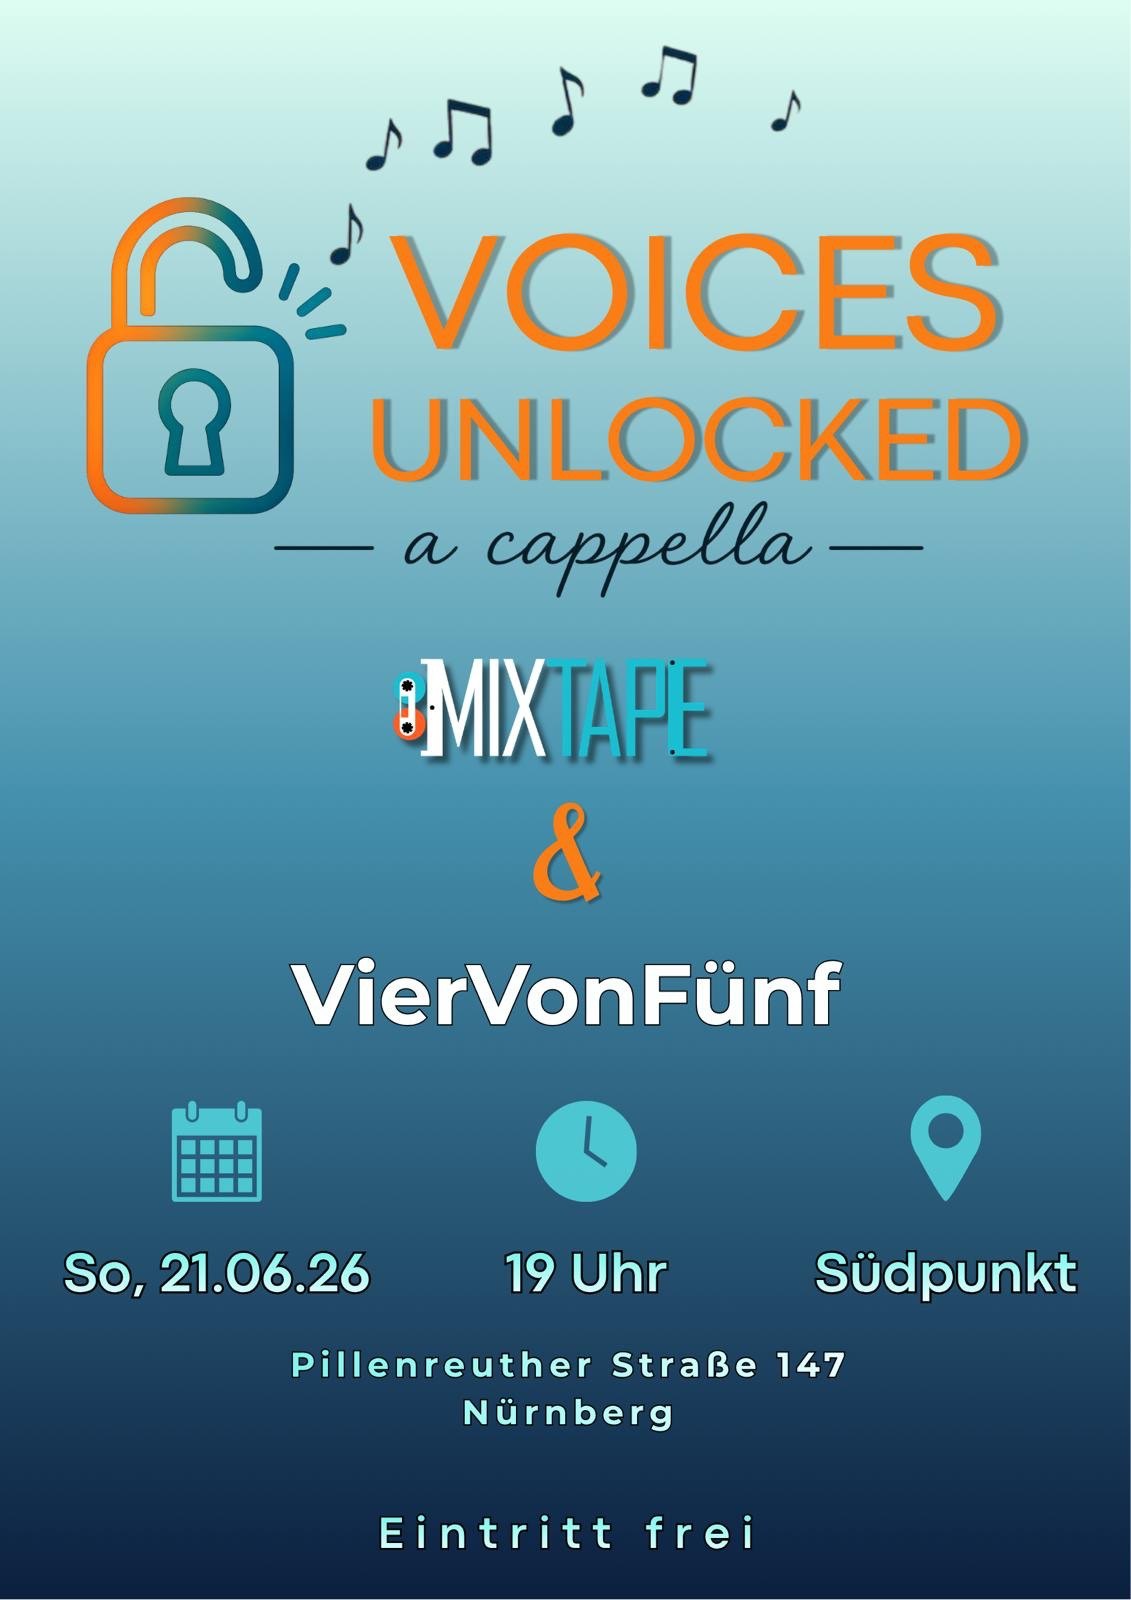 VOICES
UNLOCKED
a cappella
MIXTAPE
&
VierVonFünf
So, 21.06.26
19 Uhr
Südpunkt
Pillenreuther Straße 147
Nürnberg
Eintritt frei